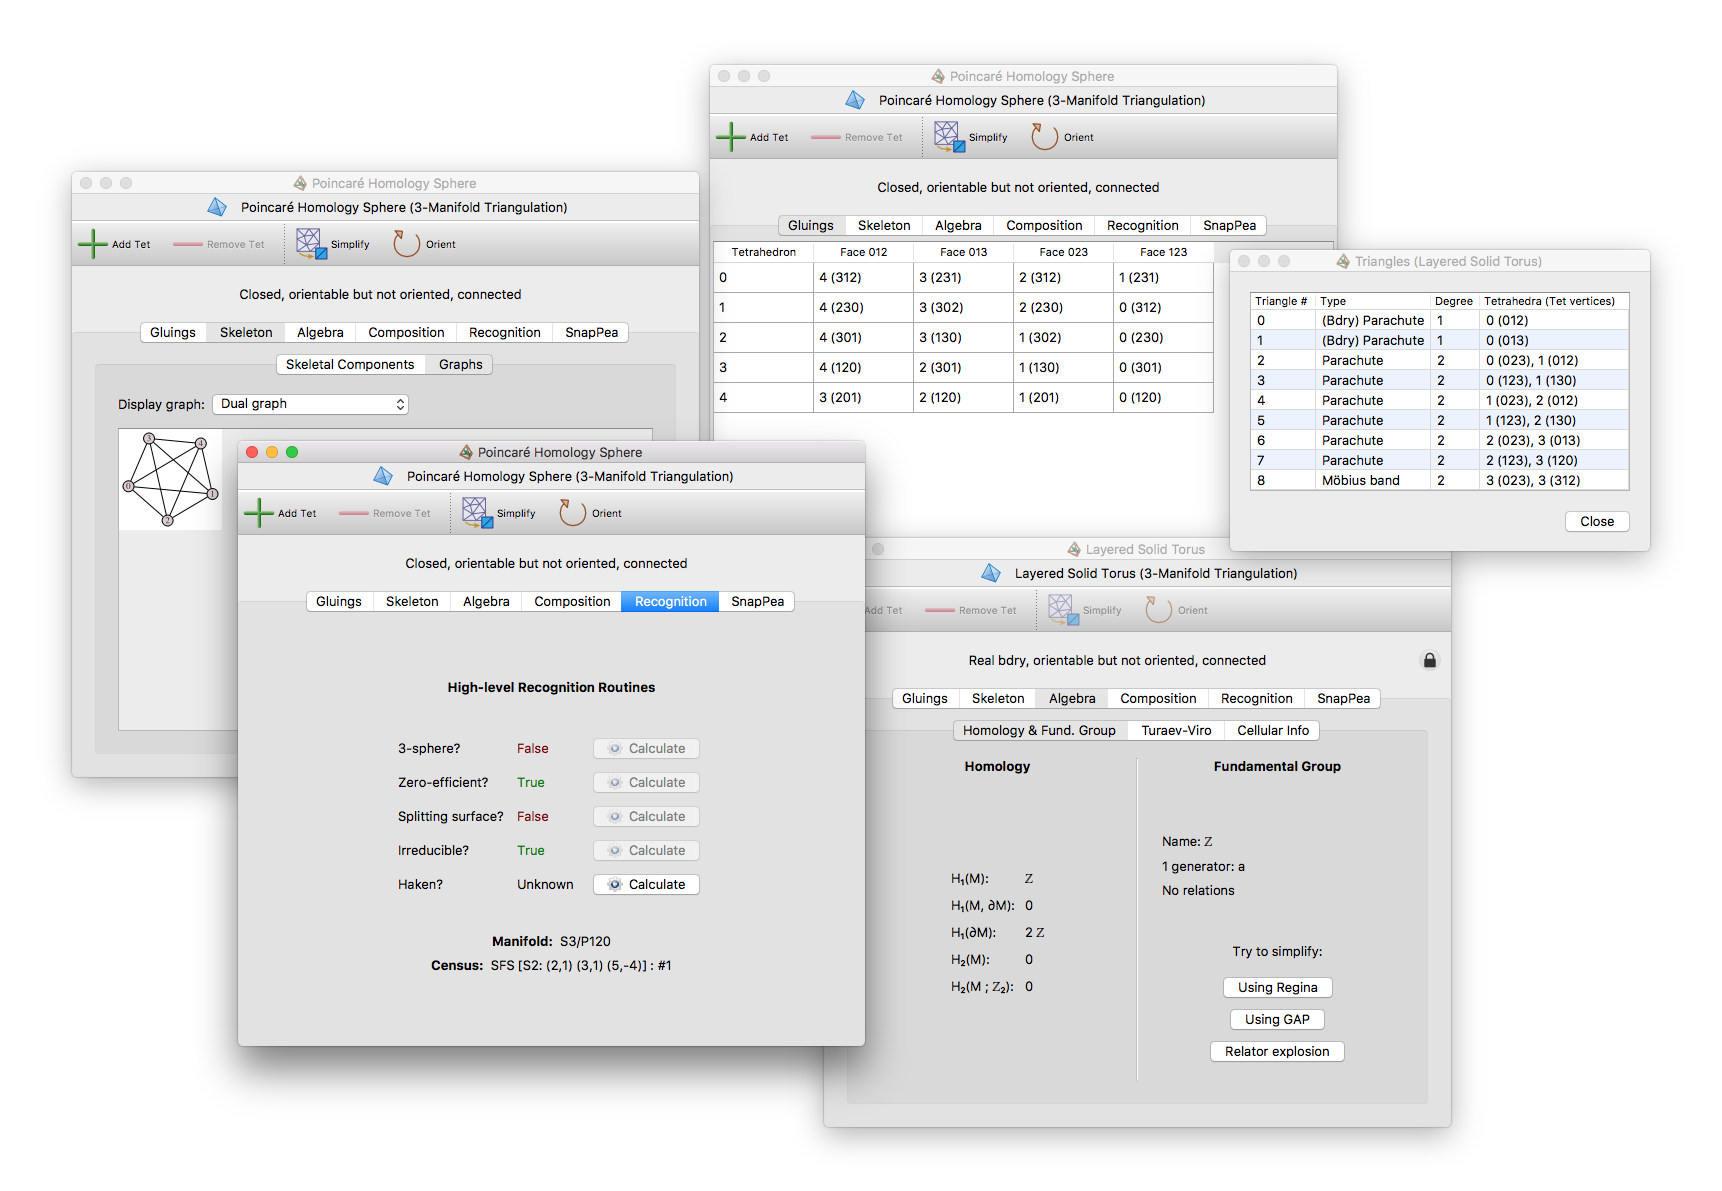 Poincaré Homology Sphere
Poincaré Homology Sphere (3-Manifold Triangulation)
Add Tet Remove Tet Simplify Orient
Closed, orientable but not oriented, connected
Gluings Skeleton Algebra Composition Recognition SnapPea
Tetrahedron Face 012 Face 013 Face 023 Face 123
0 4 (312) 3 (231) 2 (312) 1 (231)
1 4 (230) 3 (302) 2 (230) 0 (312)
2 4 (301) 3 (130) 1 (302) 0 (230)
3 4 (120) 2 (301) 1 (130) 0 (301)
4 3 (201) 2 (120) 1 (201) 0 (120)
Poincaré Homology Sphere
Poincaré Homology Sphere (3-Manifold Triangulation)
Add Tet Remove Tet Simplify Orient
Closed, orientable but not oriented, connected
Gluings Skeleton Algebra Composition Recognition SnapPea
Skeletal Components Graphs
Display graph: Dual graph
3 4
0 1
2
Triangles (Layered Solid Torus)
Triangle # Type Degree Tetrahedra (Tet vertices)
0 (Bdry) Parachute 1 0 (012)
1 (Bdry) Parachute 1 0 (013)
2 Parachute 2 0 (023), 1 (012)
3 Parachute 2 0 (123), 1 (130)
4 Parachute 2 1 (023), 2 (012)
5 Parachute 2 1 (123), 2 (130)
6 Parachute 2 2 (023), 3 (013)
7 Parachute 2 2 (123), 3 (120)
8 Möbius band 2 3 (023), 3 (312)
Close
Poincaré Homology Sphere
Poincaré Homology Sphere (3-Manifold Triangulation)
Add Tet Remove Tet Simplify Orient
Closed, orientable but not oriented, connected
Gluings Skeleton Algebra Composition Recognition SnapPea
High-level Recognition Routines
3-sphere? False Calculate
Zero-efficient? True Calculate
Splitting surface? False Calculate
Irreducible? True Calculate
Haken? Unknown Calculate
Manifold: S3/P120
Census: SFS [S2: (2,1) (3,1) (5,-4)] : #1
Layered Solid Torus
Layered Solid Torus (3-Manifold Triangulation)
Add Tet Remove Tet Simplify Orient
Real bdry, orientable but not oriented, connected
Gluings Skeleton Algebra Composition Recognition SnapPea
Homology & Fund. Group Turaev-Viro Cellular Info
Homology
H₁(M): ℤ
H₁(M, ∂M): 0
H₁(∂M): 2 ℤ
H₂(M): 0
H₂(M ; ℤ₂): 0
Fundamental Group
Name: ℤ
1 generator: a
No relations
Try to simplify:
Using Regina
Using GAP
Relator explosion